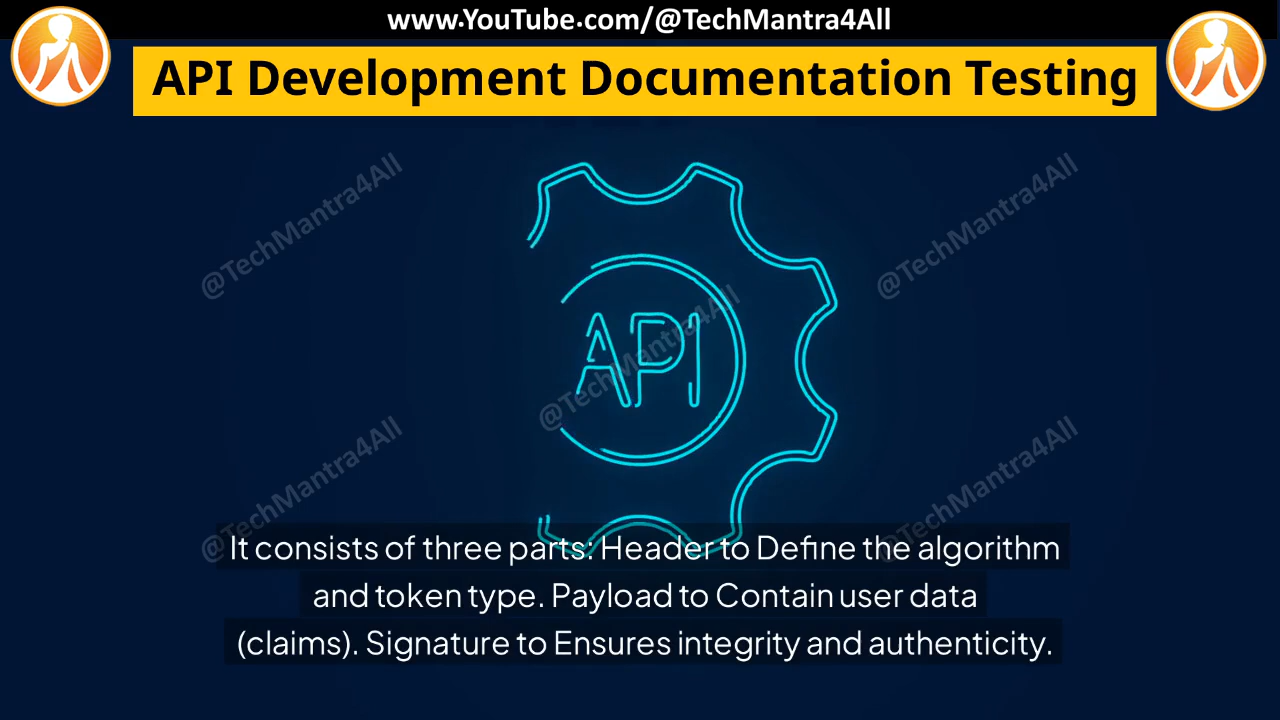 www.YouTube.com/@TechMantra4All
API Development Documentation Testing
@TechMantra4All
@TechMantra4All
@TechMantra4All
API
@TechMantra4All
@TechMantra4All
It consists of three parts: Header to Define the algorithm
and token type. Payload to Contain user data
(claims). Signature to Ensures integrity and authenticity.